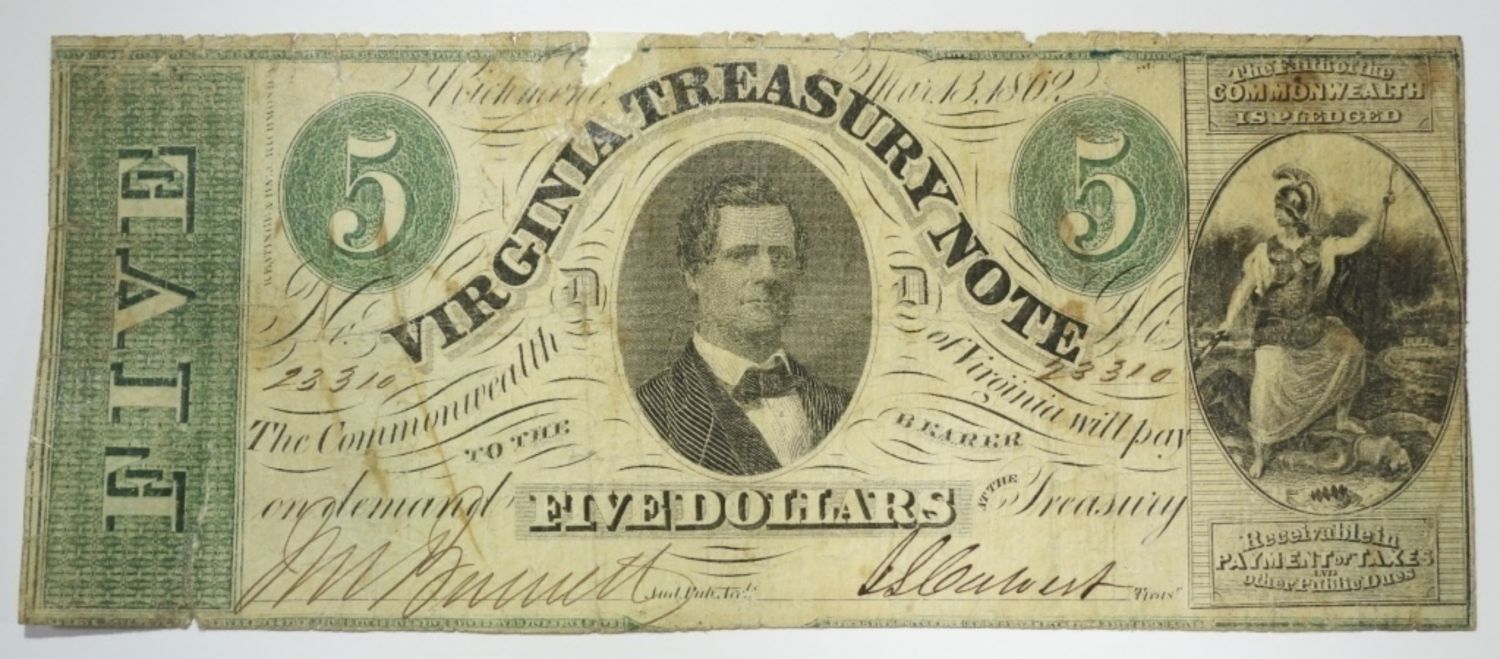 Richmond, Mar. 13, 1862
VIRGINIA TREASURY NOTE
FIVE
5
5
No.
No.
23310
23310
D
D
The Commonwealth of Virginia will pay
TO THE BEARER
on demand FIVE DOLLARS AT THE Treasury
Aud. Pub. Acc.ts
Treas.r
The Faith of the
COMMONWEALTH
IS PLEDGED
Receivable in
PAYMENT OF TAXES
AND
Other Public Dues